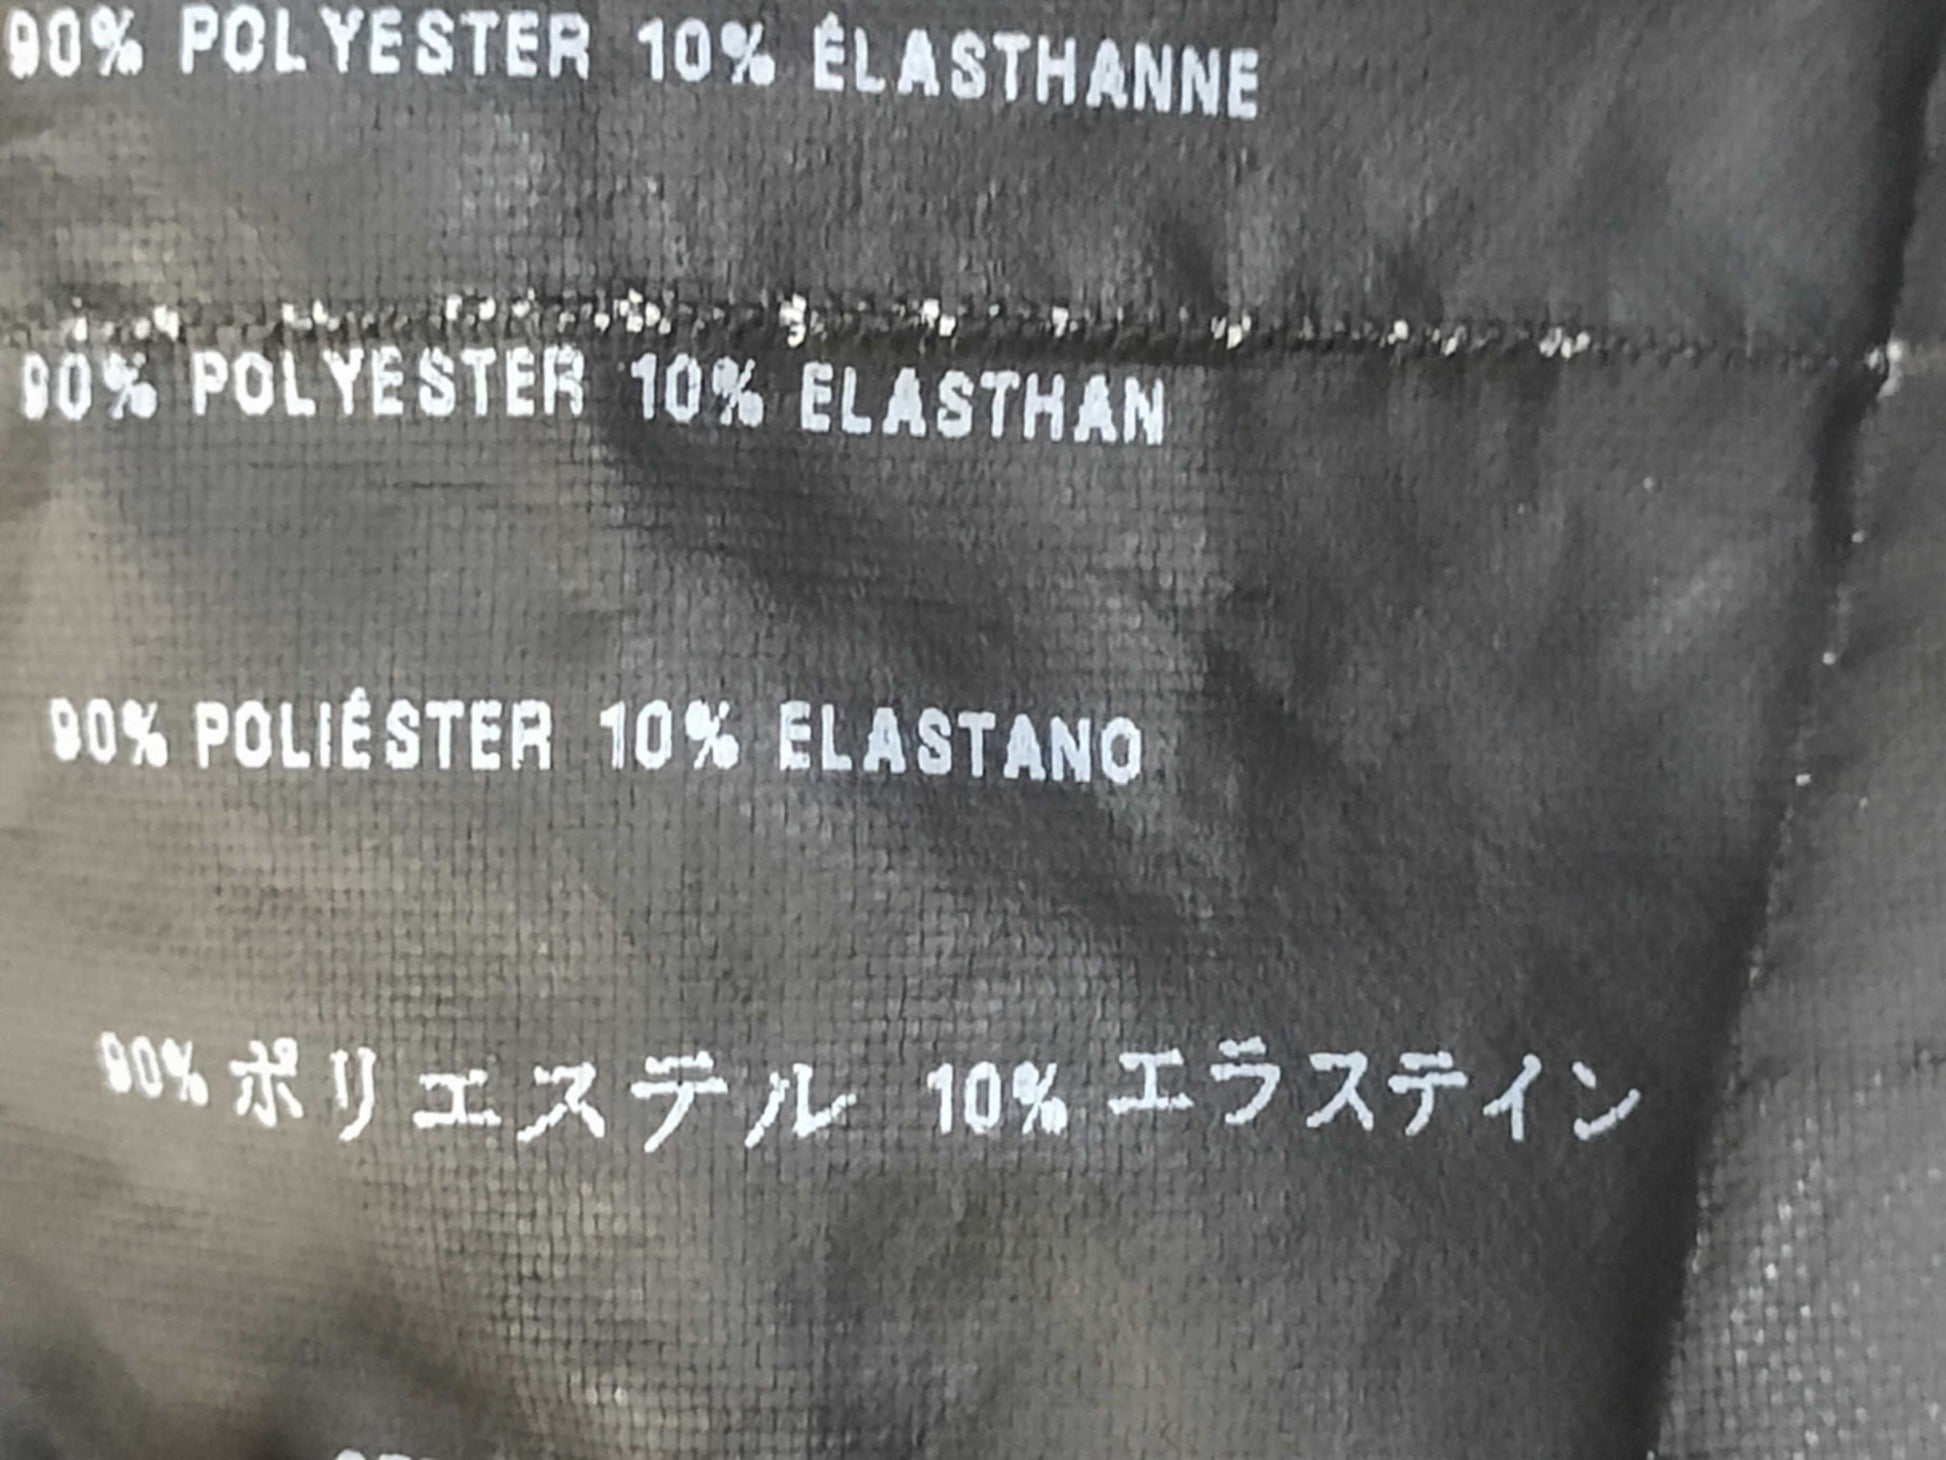 90% POLYESTER 10% ÉLASTHANNE
90% POLYESTER 10% ELASTHAN
90% POLIÉSTER 10% ELASTANO
90% ポリエステル 10% エラステイン